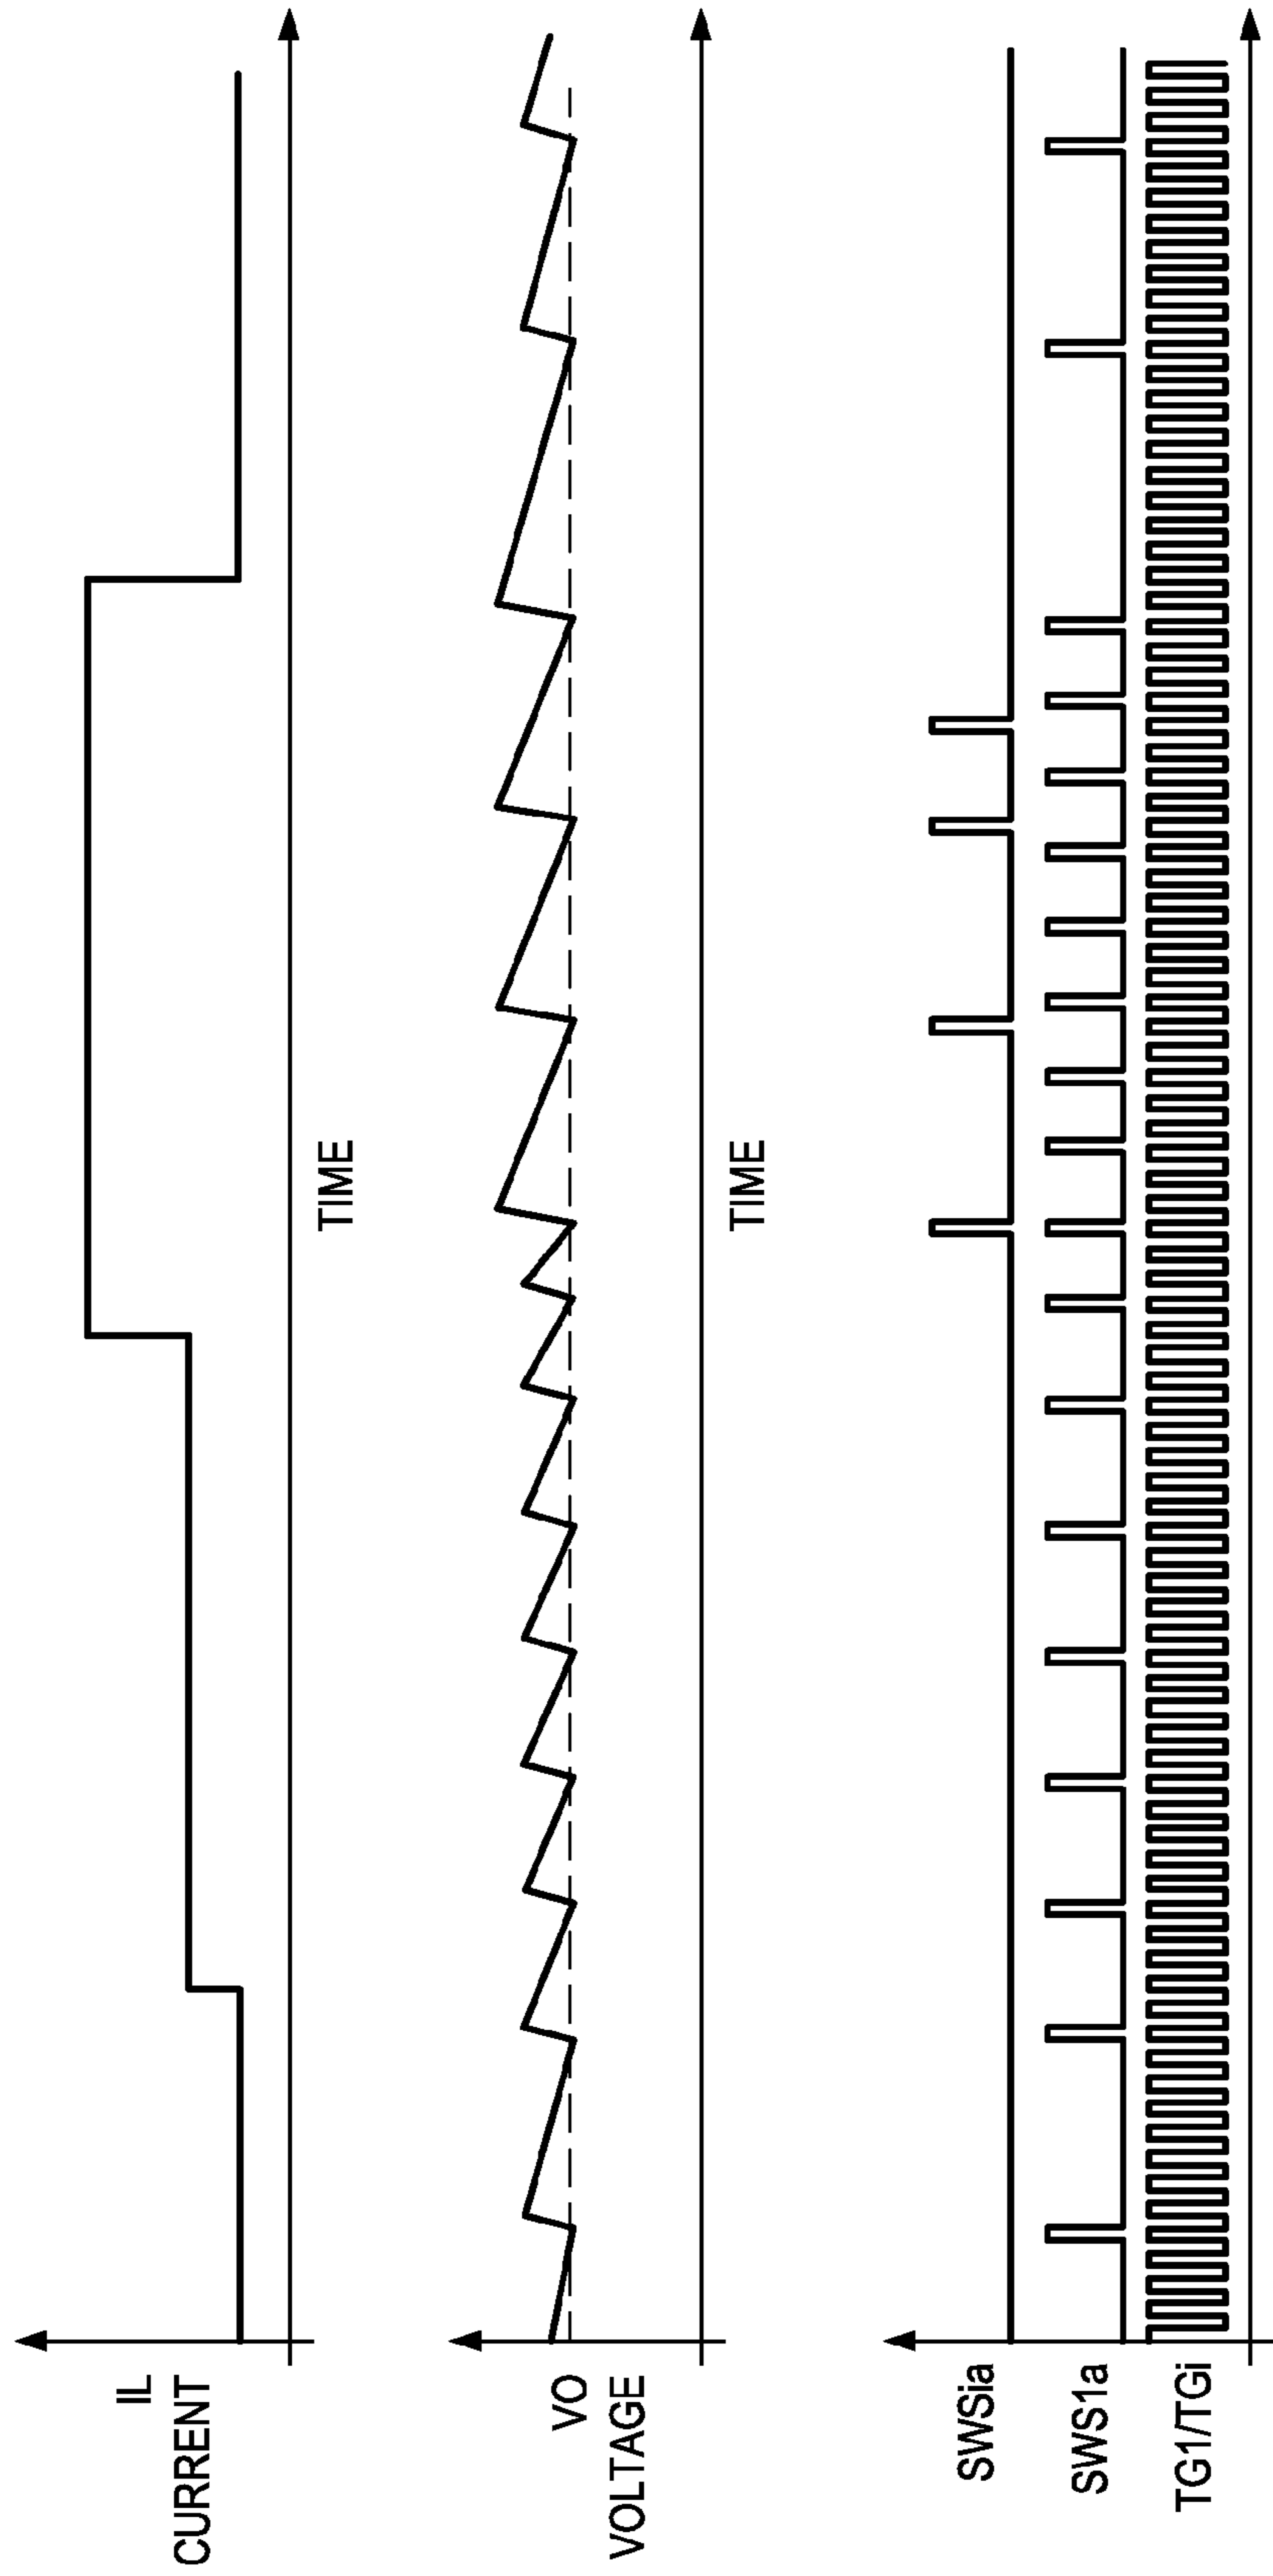 IL
CURRENT
TIME
VO
VOLTAGE
TIME
SWSia
SWS1a
TG1/TGi